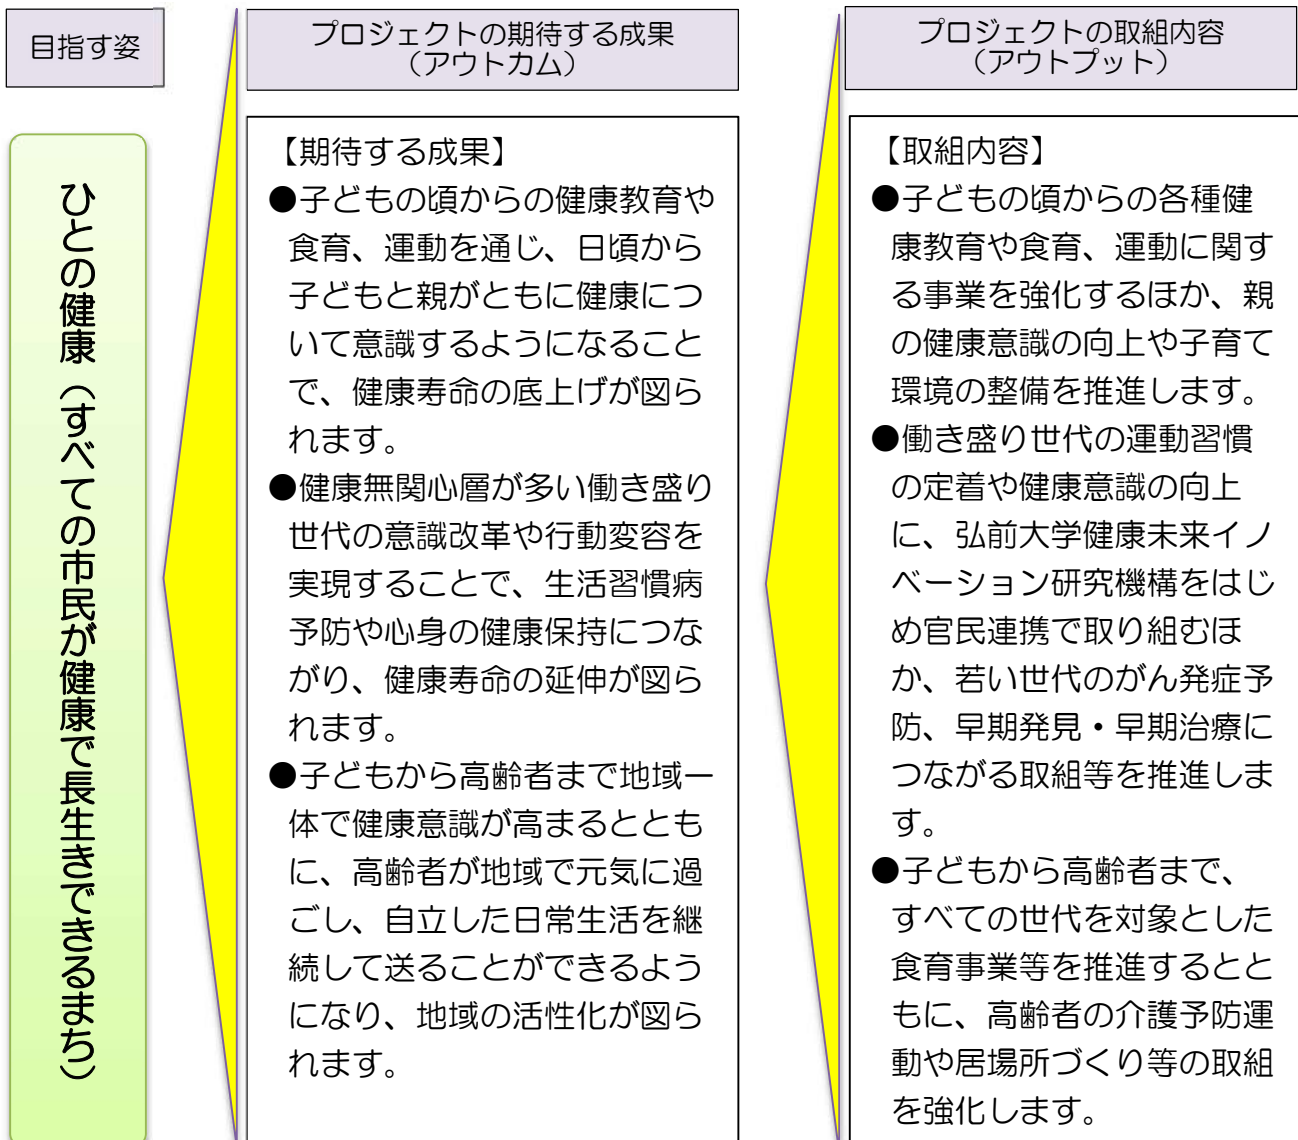 目指す姿
プロジェクトの期待する成果
（アウトカム）
プロジェクトの取組内容
（アウトプット）
ひとの健康（すべての市民が健康で長生きできるまち）
【期待する成果】
●子どもの頃からの健康教育や
食育、運動を通じ、日頃から
子どもと親がともに健康につ
いて意識するようになること
で、健康寿命の底上げが図ら
れます。
●健康無関心層が多い働き盛り
世代の意識改革や行動変容を
実現することで、生活習慣病
予防や心身の健康保持につな
がり、健康寿命の延伸が図ら
れます。
●子どもから高齢者まで地域一
体で健康意識が高まるととも
に、高齢者が地域で元気に過
ごし、自立した日常生活を継
続して送ることができるよう
になり、地域の活性化が図ら
れます。
【取組内容】
●子どもの頃からの各種健
康教育や食育、運動に関す
る事業を強化するほか、親
の健康意識の向上や子育て
環境の整備を推進します。
●働き盛り世代の運動習慣
の定着や健康意識の向上
に、弘前大学健康未来イノ
ベーション研究機構をはじ
め官民連携で取り組むほ
か、若い世代のがん発症予
防、早期発見・早期治療に
つながる取組等を推進しま
す。
●子どもから高齢者まで、
すべての世代を対象とした
食育事業等を推進するとと
もに、高齢者の介護予防運
動や居場所づくり等の取組
を強化します。